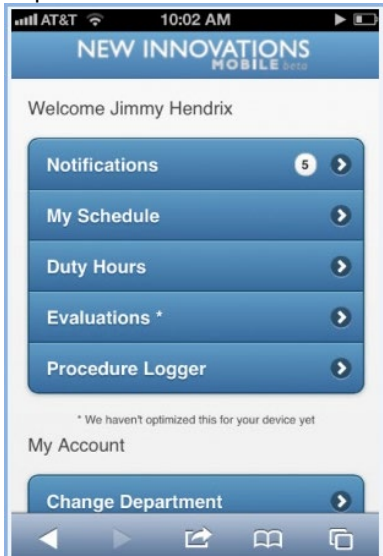 AT&T 10:02 AM
NEW INNOVATIONS
MOBILE beta
Welcome Jimmy Hendrix
Notifications 5
My Schedule
Duty Hours
Evaluations *
Procedure Logger
* We haven't optimized this for your device yet
My Account
Change Department